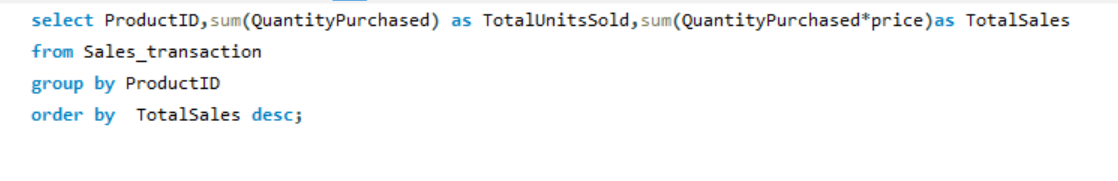 select ProductID,sum(QuantityPurchased) as TotalUnitsSold,sum(QuantityPurchased*price)as TotalSales
from Sales_transaction
group by ProductID
order by  TotalSales desc;